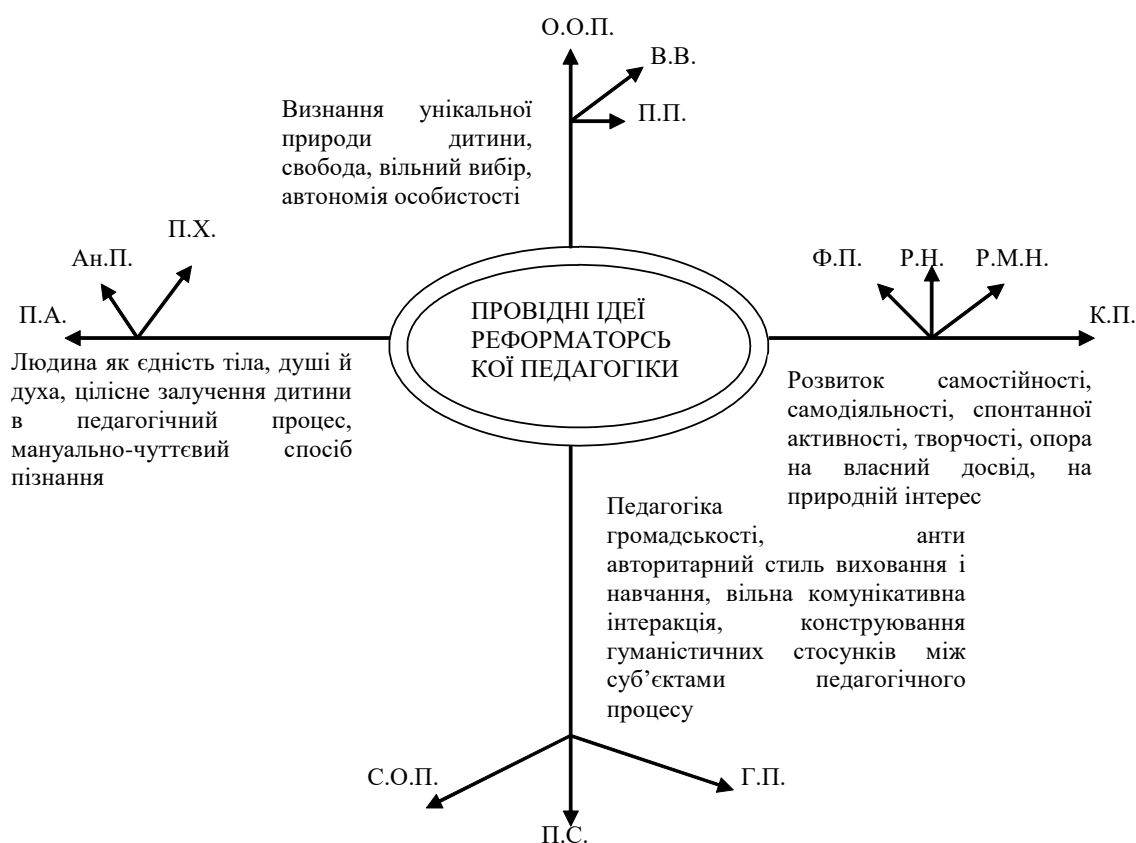 О.О.П.
В.В.
П.П.
Визнання унікальної
природи дитини,
свобода, вільний вибір,
автономія особистості
П.Х.
Ан.П.
П.А.
Людина як єдність тіла, душі й
духа, цілісне залучення дитини
в педагогічний процес,
мануально-чуттєвий спосіб
пізнання
ПРОВІДНІ ІДЕЇ
РЕФОРМАТОРСЬ
КОЇ ПЕДАГОГІКИ
Ф.П.
Р.Н.
Р.М.Н.
К.П.
Розвиток самостійності,
самодіяльності, спонтанної
активності, творчості, опора
на власний досвід, на
природній інтерес
Педагогіка
громадськості, анти
авторитарний стиль виховання і
навчання, вільна комунікативна
інтеракція, конструювання
гуманістичних стосунків між
суб’єктами педагогічного
процесу
С.О.П.
Г.П.
П.С.